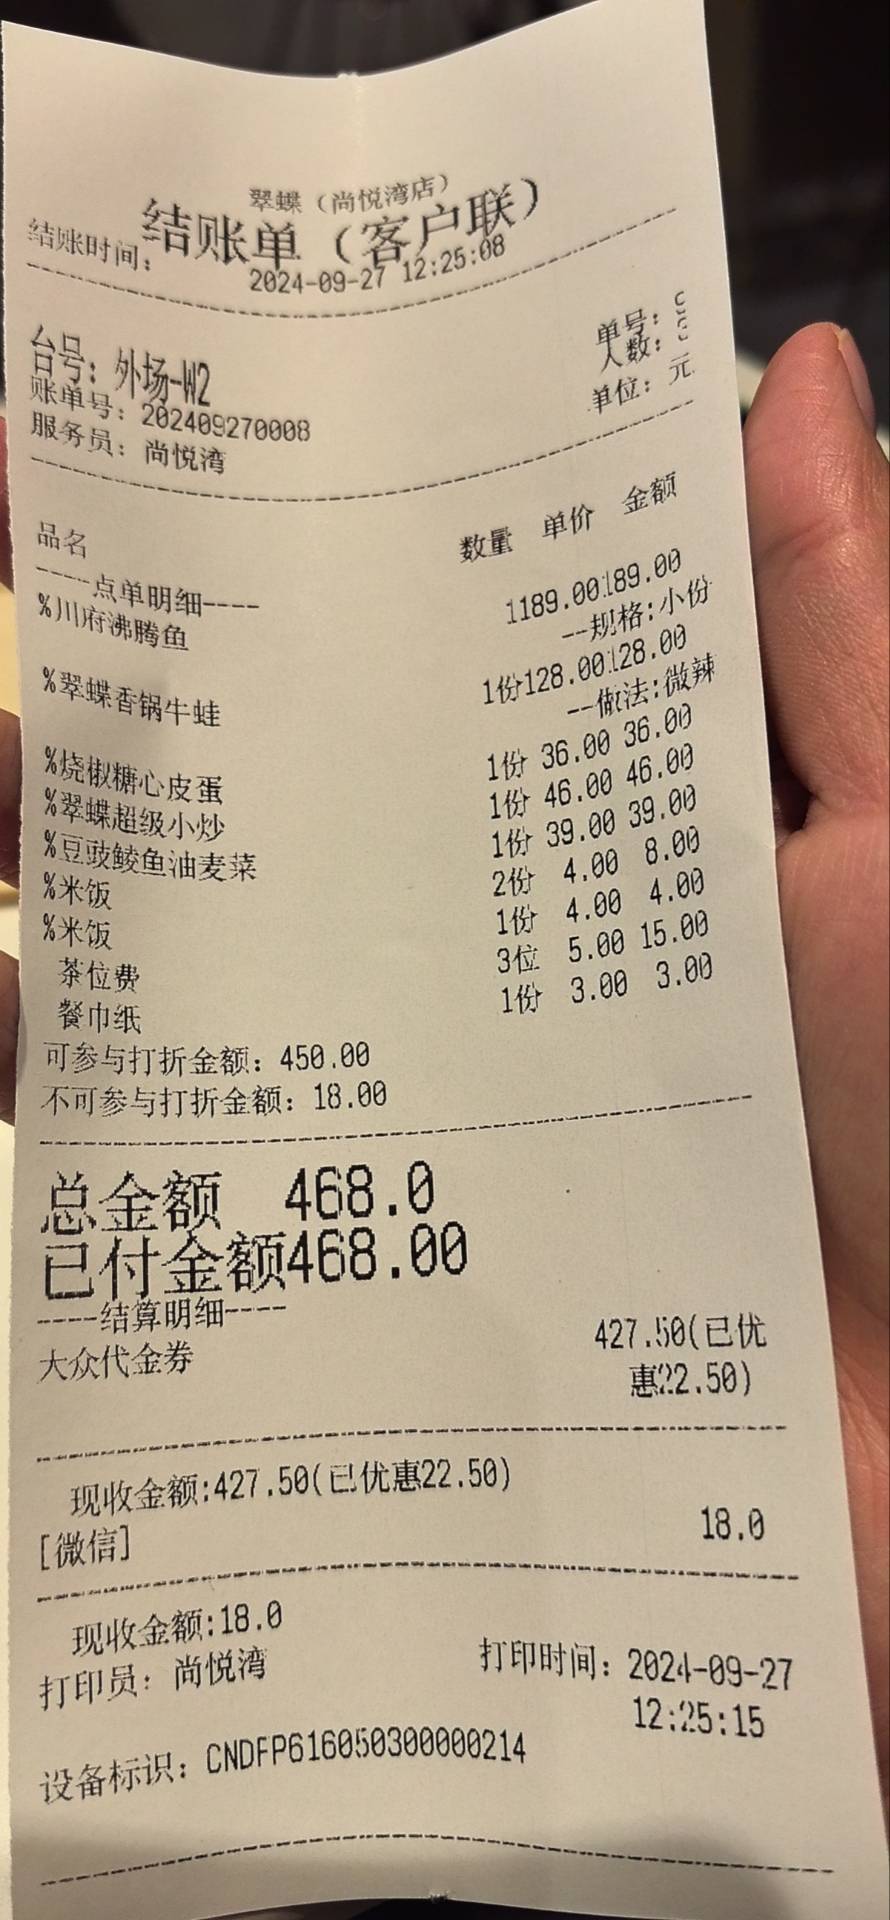 翠蝶（尚悦湾店）
结账单（客户联）
结账时间： 2024-09-27 12:25:08
台号：外场-W2 单号：
账单号：202409270008 人数：
服务员：尚悦湾 单位：元
品名 数量 单价 金额
----点单明细----
%川府沸腾鱼 1189.00189.00
--规格:小份
%翠蝶香锅牛蛙 1份128.00128.00
--做法:微辣
%烧椒糖心皮蛋 1份 36.00 36.00
%翠蝶超级小炒 1份 46.00 46.00
%豆豉鲮鱼油麦菜 1份 39.00 39.00
%米饭 2份 4.00 8.00
%米饭 1份 4.00 4.00
茶位费 3位 5.00 15.00
餐巾纸 1份 3.00 3.00
可参与打折金额：450.00
不可参与打折金额：18.00
总金额 468.0
已付金额468.00
----结算明细----
大众代金券 427.50(已优
惠22.50)
现收金额:427.50(已优惠22.50)
[微信] 18.0
现收金额:18.0
打印员：尚悦湾 打印时间：2024-09-27
12:25:15
设备标识：CNDFP616050300000214